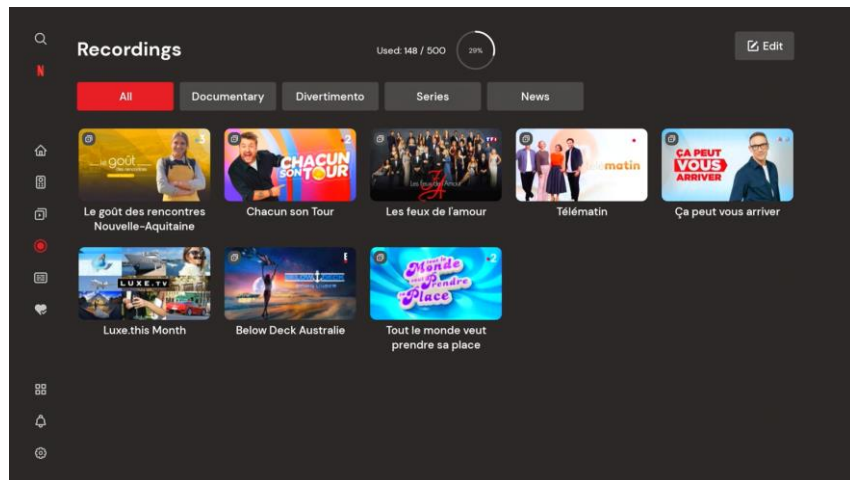 N
Recordings
Used: 148 / 500
29%
Edit
All
Documentary
Divertimento
Series
News
le goût
des rencontres
.3
CHACUN
SON TOUR
.2
TF1
Les feux de l'Amour
matin
ÇA PEUT
VOUS
ARRIVER
Le goût des rencontres
Nouvelle-Aquitaine
Chacun son Tour
Les feux de l'amour
Télématin
Ça peut vous arriver
LUXE.TV
BELOW DECK
tout le
Monde
veut
Prendre
sa
Place
.2
Luxe.this Month
Below Deck Australie
Tout le monde veut
prendre sa place